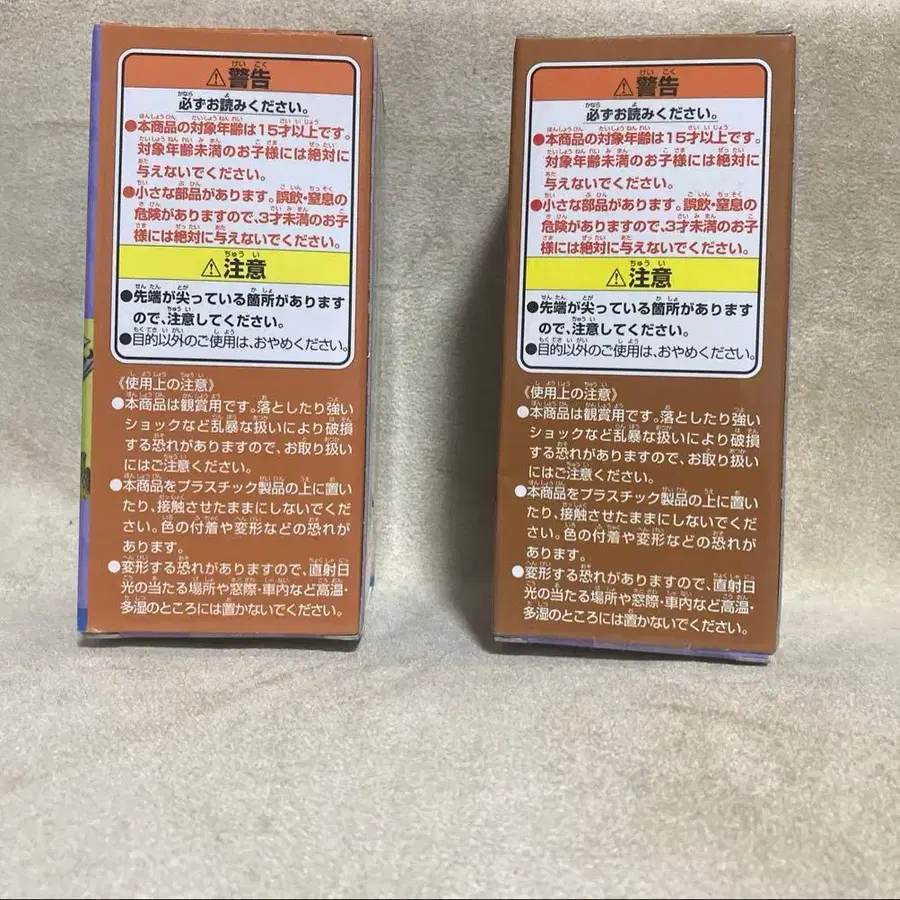 警告
必ずお読みください。
●本商品の対象年齢は15才以上です。
対象年齢未満のお子様には絶対に
与えないでください。
●小さな部品があります。誤飲・窒息の
危険がありますので、3才未満のお子
様には絶対に与えないでください。
注意
●先端が尖っている箇所があります
ので、注意してください。
●目的以外のご使用は、おやめください。
《使用上の注意》
●本商品は観賞用です。落としたり強い
ショックなど乱暴な扱いにより破損
する恐れがありますので、お取り扱い
にはご注意ください。
●本商品をプラスチック製品の上に置い
たり、接触させたままにしないでくだ
さい。色の付着や変形などの恐れが
あります。
●変形する恐れがありますので、直射日
光の当たる場所や窓際・車内など高温・
多湿のところには置かないでください。
警告
必ずお読みください。
●本商品の対象年齢は15才以上です。
対象年齢未満のお子様には絶対に
与えないでください。
●小さな部品があります。誤飲・窒息の
危険がありますので、3才未満のお子
様には絶対に与えないでください。
注意
●先端が尖っている箇所があります
ので、注意してください。
●目的以外のご使用は、おやめください。
《使用上の注意》
●本商品は観賞用です。落としたり強い
ショックなど乱暴な扱いにより破損
する恐れがありますので、お取り扱い
にはご注意ください。
●本商品をプラスチック製品の上に置い
たり、接触させたままにしないでくだ
さい。色の付着や変形などの恐れが
あります。
●変形する恐れがありますので、直射日
光の当たる場所や窓際・車内など高温・
多湿のところには置かないでください。